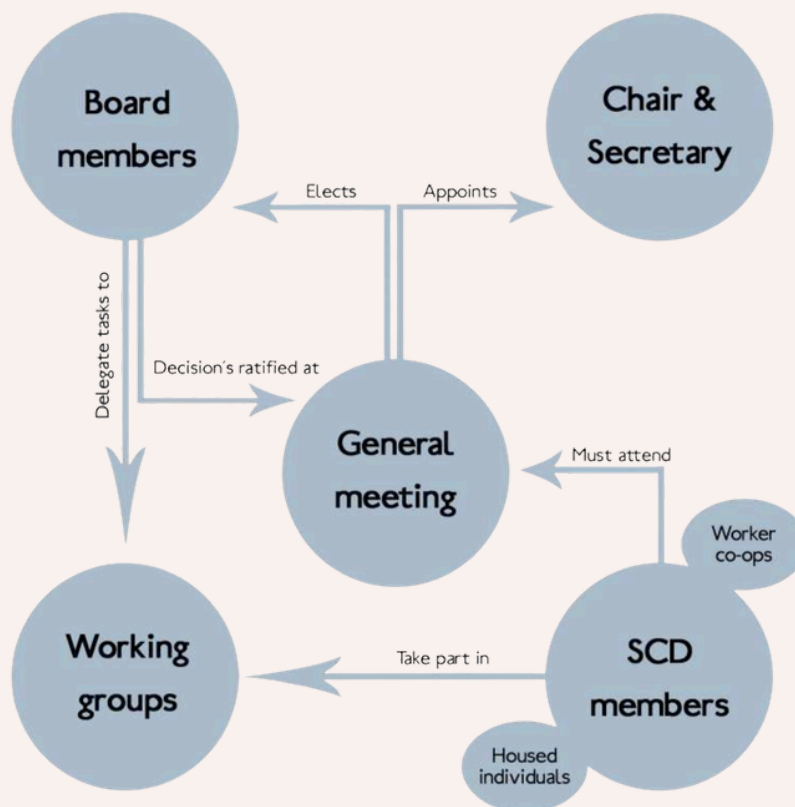 Board
members
Chair &
Secretary
Elects
Appoints
Delegate tasks to
Decision's ratified at
General
meeting
Must attend
Worker
co-ops
Working
groups
Take part in
SCD
members
Housed
individuals